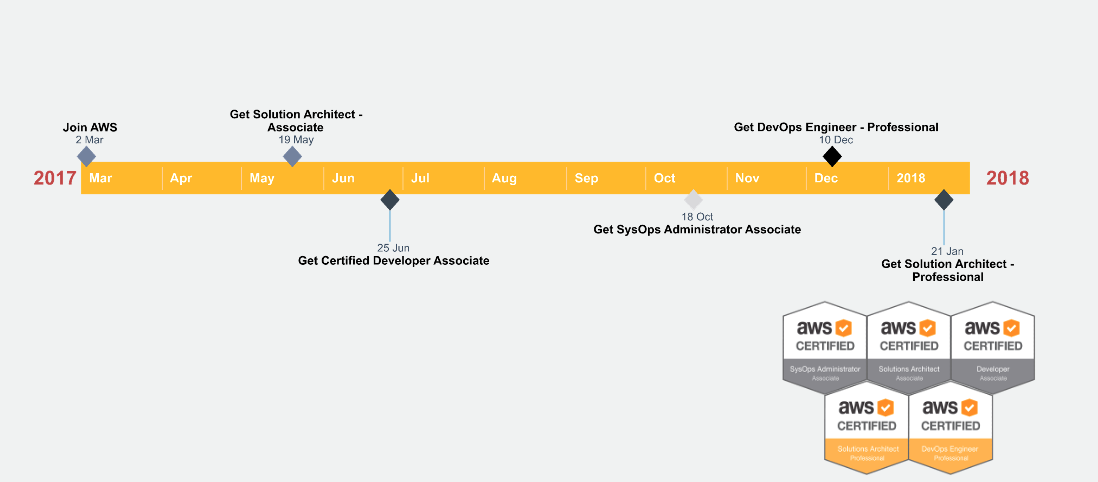 Get Solution Architect -
Associate
19 May
Join AWS
2 Mar
Get DevOps Engineer - Professional
10 Dec
2017 Mar Apr May Jun Jul Aug Sep Oct Nov Dec 2018 2018
25 Jun
Get Certified Developer Associate
18 Oct
Get SysOps Administrator Associate
21 Jan
Get Solution Architect -
Professional
aws
CERTIFIED
SysOps Administrator
Associate
aws
CERTIFIED
Solutions Architect
Associate
aws
CERTIFIED
Developer
Associate
aws
CERTIFIED
Solutions Architect
Professional
aws
CERTIFIED
DevOps Engineer
Professional